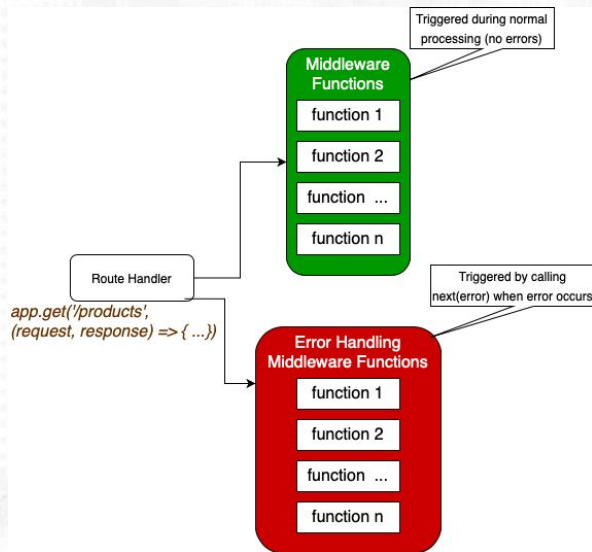 Triggered during normal
processing (no errors)
Middleware
Functions
function 1
function 2
function ...
function n
Route Handler
app.get('/products',
(request, response) => { ...})
Triggered by calling
next(error) when error occurs
Error Handling
Middleware Functions
function 1
function 2
function ...
function n